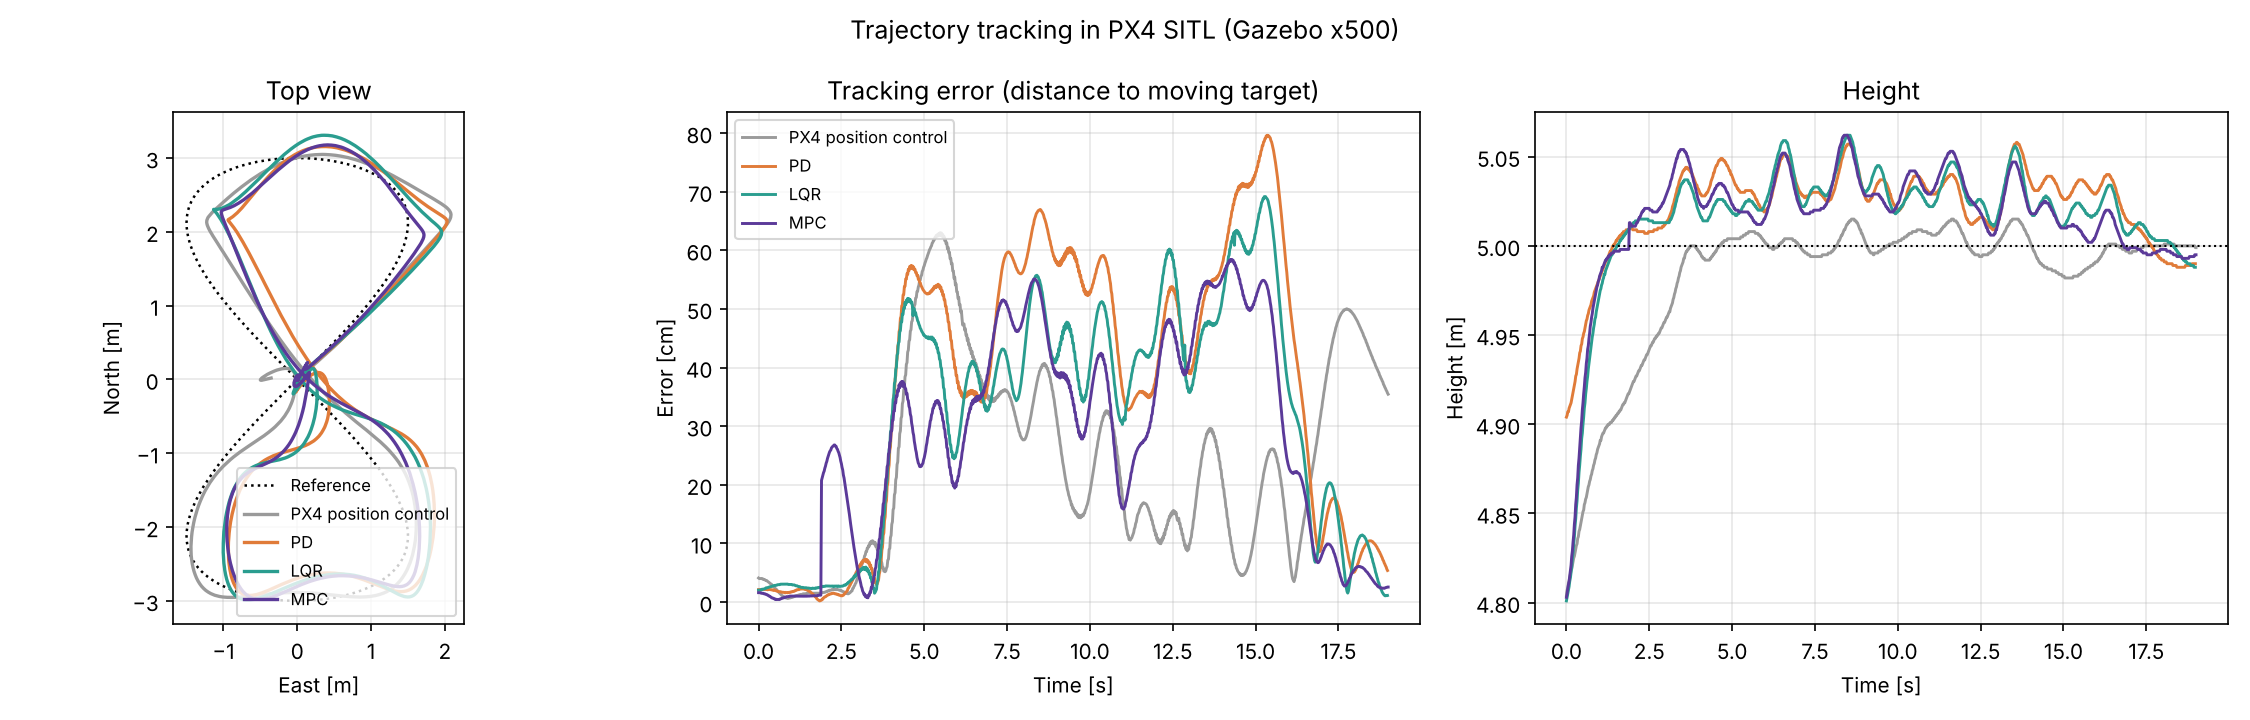 Trajectory tracking in PX4 SITL (Gazebo x500)
Top view
North [m]
3
2
1
0
−1
−2
−3
Reference
PX4 position control
PD
LQR
MPC
−1 0 1 2
East [m]
Tracking error (distance to moving target)
Error [cm]
80
70
60
50
40
30
20
10
0
PX4 position control
PD
LQR
MPC
0.0 2.5 5.0 7.5 10.0 12.5 15.0 17.5
Time [s]
Height
Height [m]
5.05
5.00
4.95
4.90
4.85
4.80
0.0 2.5 5.0 7.5 10.0 12.5 15.0 17.5
Time [s]